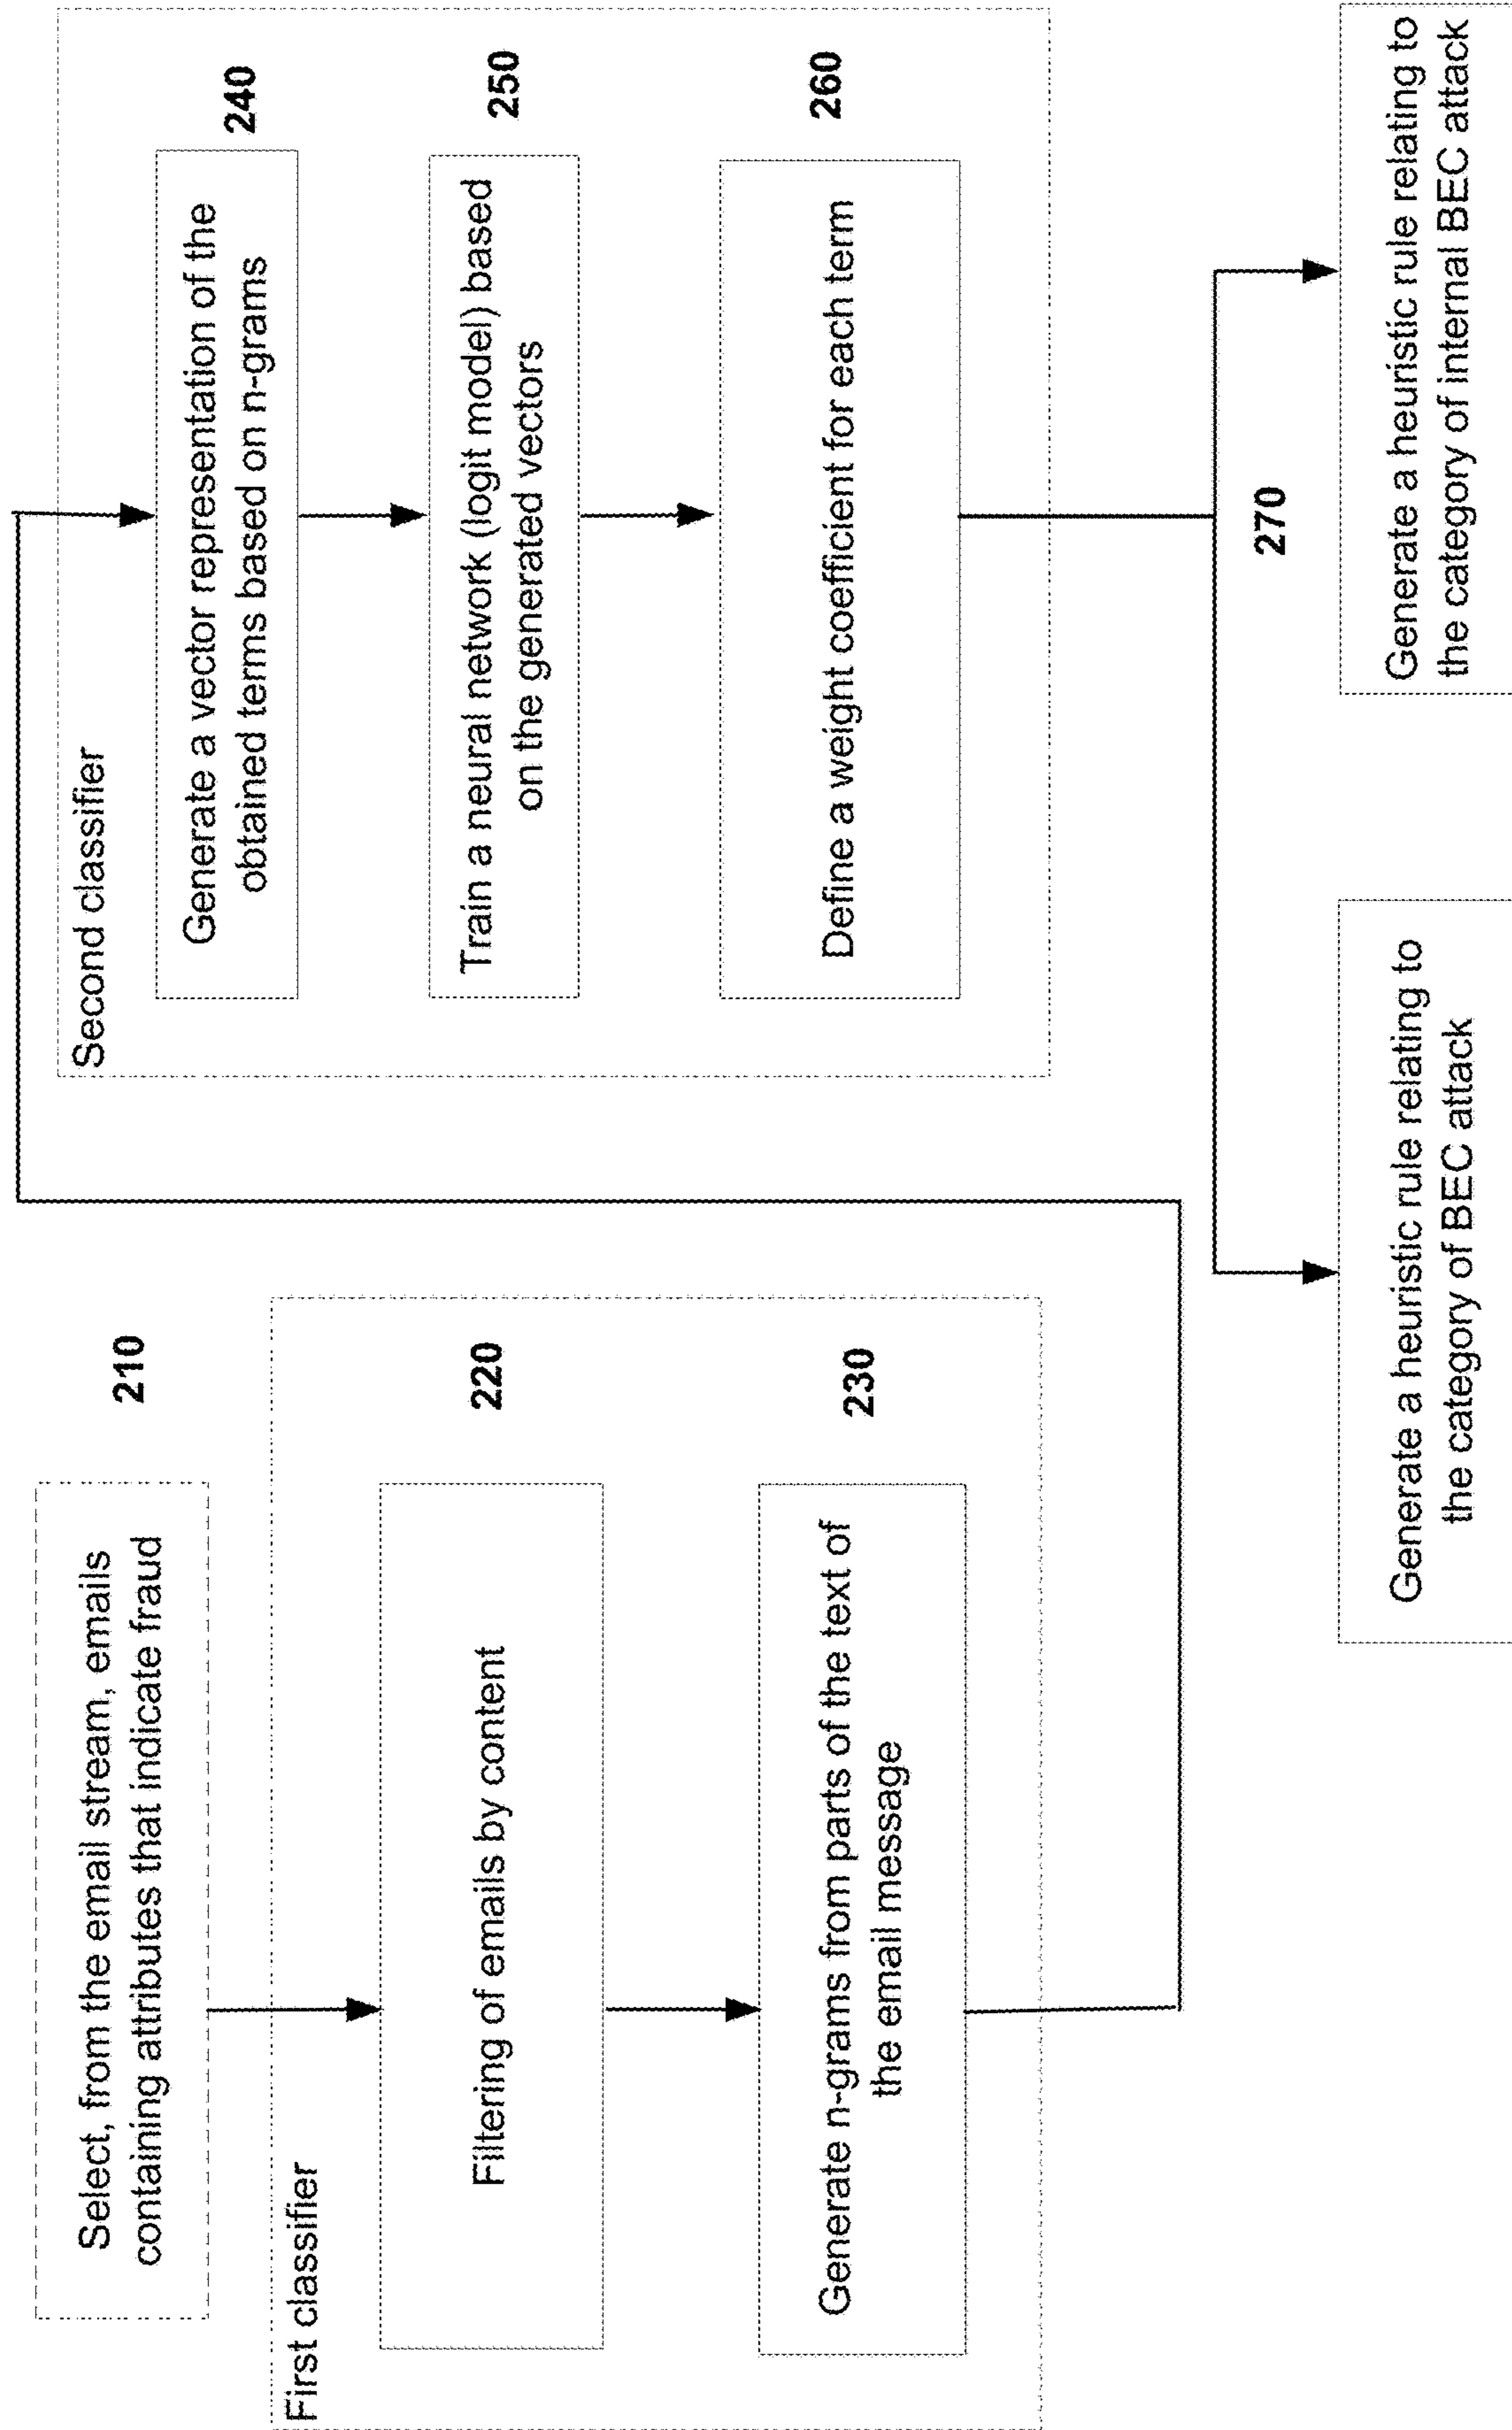 Select, from the email stream, emails
containing attributes that indicate fraud
210
First classifier
Filtering of emails by content
220
Generate n-grams from parts of the text of
the email message
230
Second classifier
Generate a vector representation of the
obtained terms based on n-grams
240
Train a neural network (logit model) based
on the generated vectors
250
Define a weight coefficient for each term
260
270
Generate a heuristic rule relating to
the category of BEC attack
Generate a heuristic rule relating to
the category of internal BEC attack